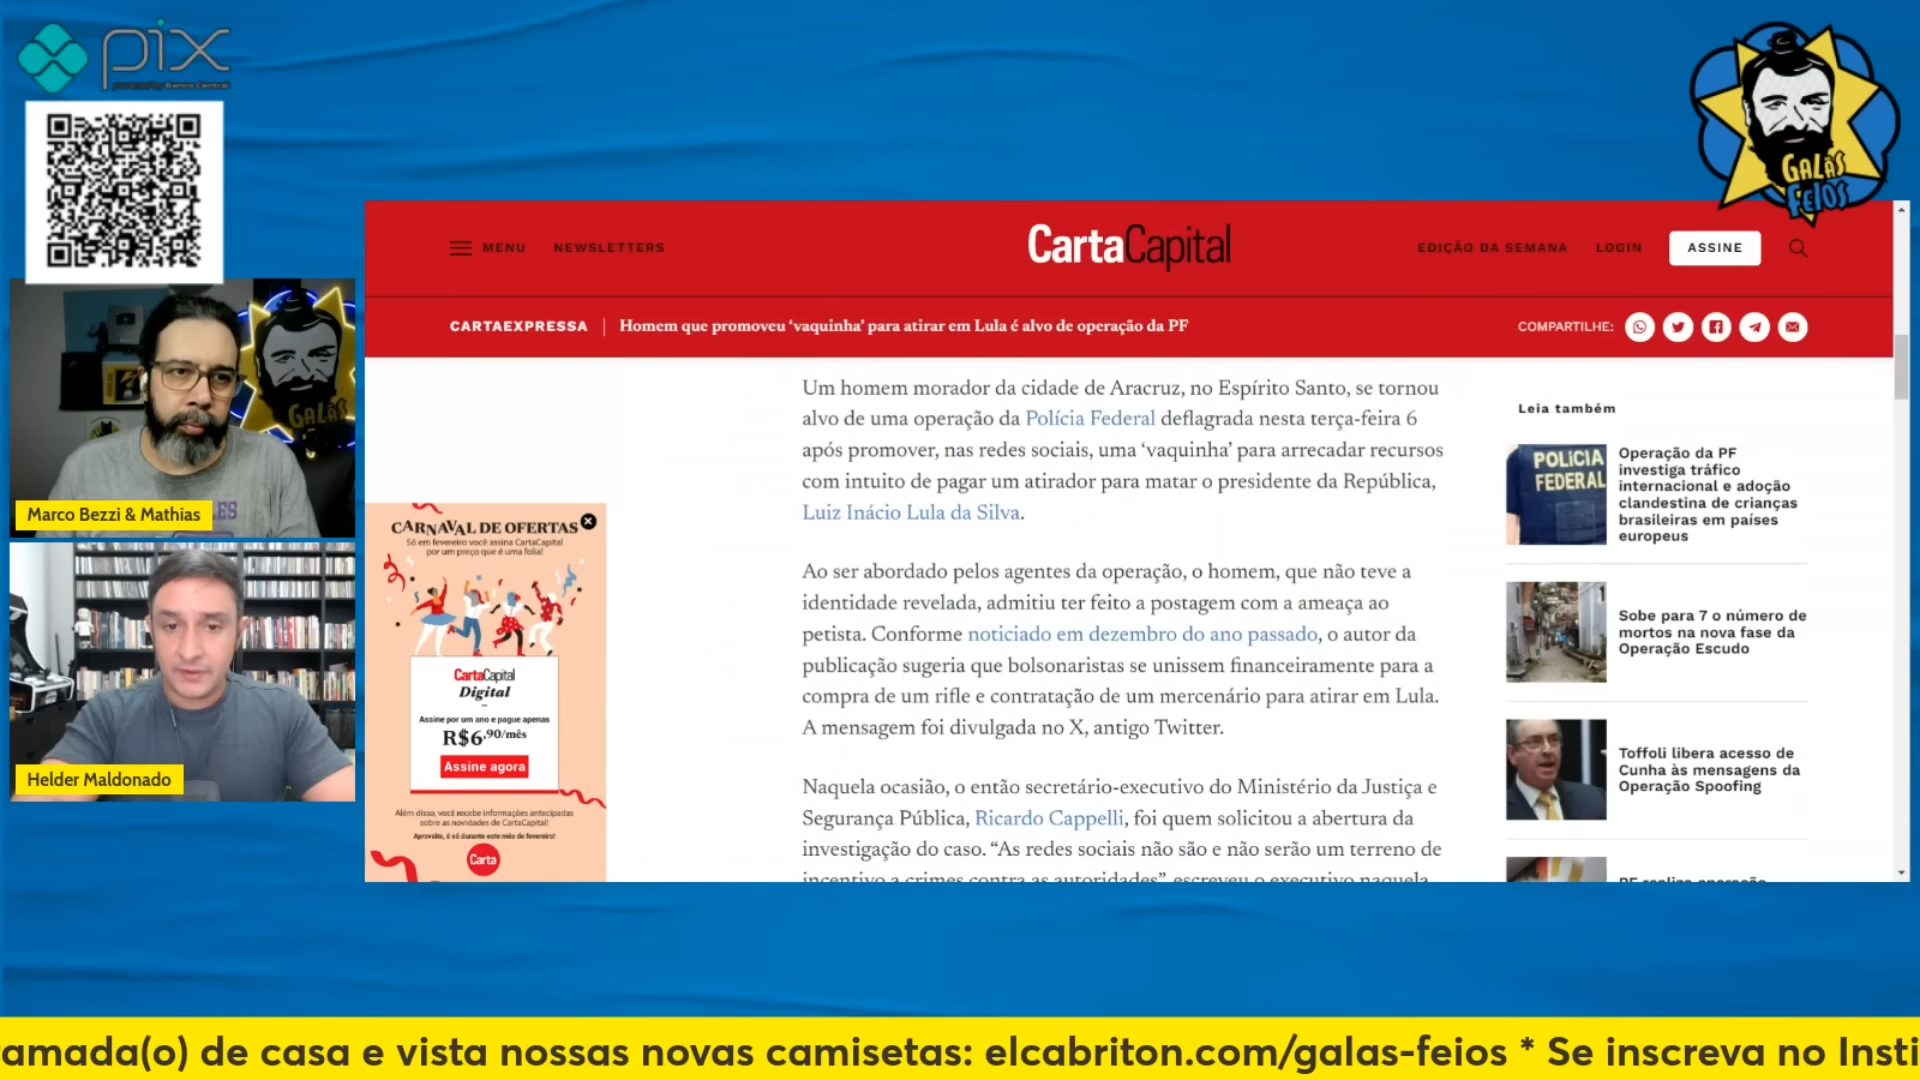 pix
powered by Banco Central
GALÃS
FEIOS
MENU
NEWSLETTERS
CartaCapital
EDIÇÃO DA SEMANA
LOGIN
ASSINE
CARTAEXPRESSA
Homem que promoveu ‘vaquinha’ para atirar em Lula é alvo de operação da PF
COMPARTILHE:
GALÃS
Marco Bezzi & Mathias
Helder Maldonado
Um homem morador da cidade de Aracruz, no Espírito Santo, se tornou
alvo de uma operação da Polícia Federal deflagrada nesta terça-feira 6
após promover, nas redes sociais, uma ‘vaquinha’ para arrecadar recursos
com intuito de pagar um atirador para matar o presidente da República,
Luiz Inácio Lula da Silva.
Ao ser abordado pelos agentes da operação, o homem, que não teve a
identidade revelada, admitiu ter feito a postagem com a ameaça ao
petista. Conforme noticiado em dezembro do ano passado, o autor da
publicação sugeria que bolsonaristas se unissem financeiramente para a
compra de um rifle e contratação de um mercenário para atirar em Lula.
A mensagem foi divulgada no X, antigo Twitter.
Naquela ocasião, o então secretário-executivo do Ministério da Justiça e
Segurança Pública, Ricardo Cappelli, foi quem solicitou a abertura da
investigação do caso. “As redes sociais não são e não serão um terreno de
incentivo a crimes contra as autoridades”, escreveu o executivo naquela
CARNAVAL DE OFERTAS
Só em fevereiro você assina CartaCapital
por um preço que é uma folia!
CartaCapital
Digital
Assine por um ano e pague apenas
R$6,90/mês
Assine agora
Além disso, você recebe informações antecipadas
sobre as novidades de CartaCapital!
Aproveite, é só durante este mês de fevereiro!
Carta
Leia também
POLÍCIA
FEDERAL
Operação da PF
investiga tráfico
internacional e adoção
clandestina de crianças
brasileiras em países
europeus
Sobe para 7 o número de
mortos na nova fase da
Operação Escudo
Toffoli libera acesso de
Cunha às mensagens da
Operação Spoofing
PF realiza operação
amada(o) de casa e vista nossas novas camisetas: elcabriton.com/galas-feios * Se inscreva no Insti